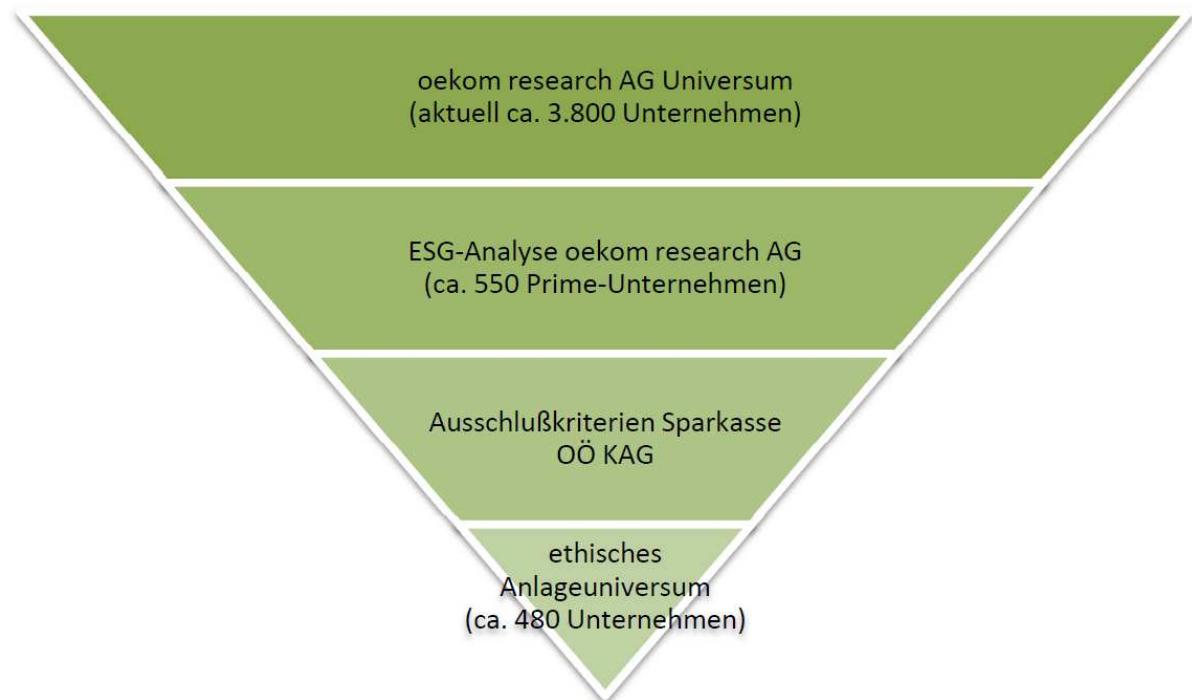 oekom research AG Universum
(aktuell ca. 3.800 Unternehmen)
ESG-Analyse oekom research AG
(ca. 550 Prime-Unternehmen)
Ausschlußkriterien Sparkasse
OÖ KAG
ethisches
Anlageuniversum
(ca. 480 Unternehmen)